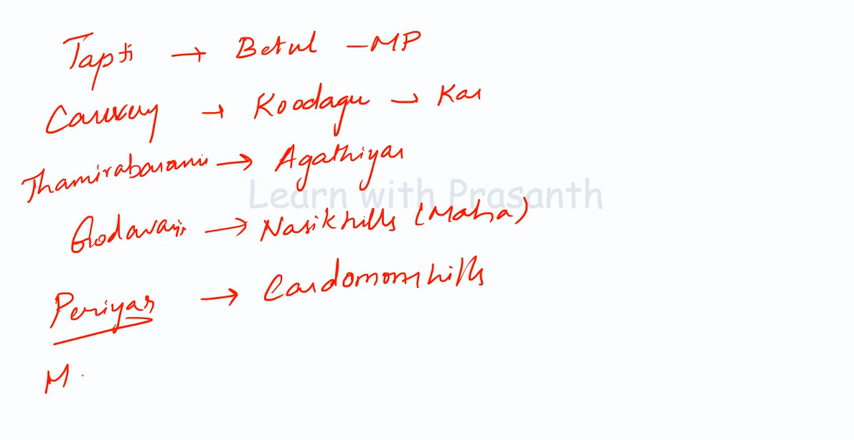 Tapti → Betul - MP
Cauvery → Koodagu → Kar
Thamirabarani → Agathiyar
Learn with Prasanth
Godavari → Nasik hills (Maha)
Periyar → Cardomom hills
M